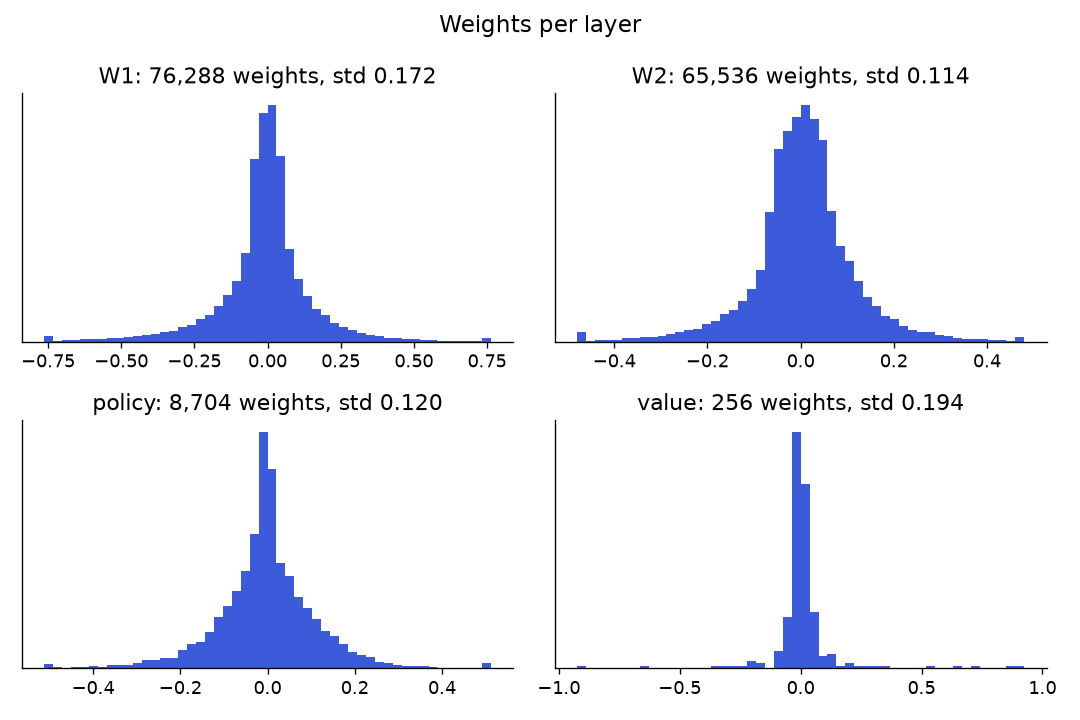 Weights per layer
W1: 76,288 weights, std 0.172
W2: 65,536 weights, std 0.114
−0.75 −0.50 −0.25 0.00 0.25 0.50 0.75
−0.4 −0.2 0.0 0.2 0.4
policy: 8,704 weights, std 0.120
value: 256 weights, std 0.194
−0.4 −0.2 0.0 0.2 0.4
−1.0 −0.5 0.0 0.5 1.0